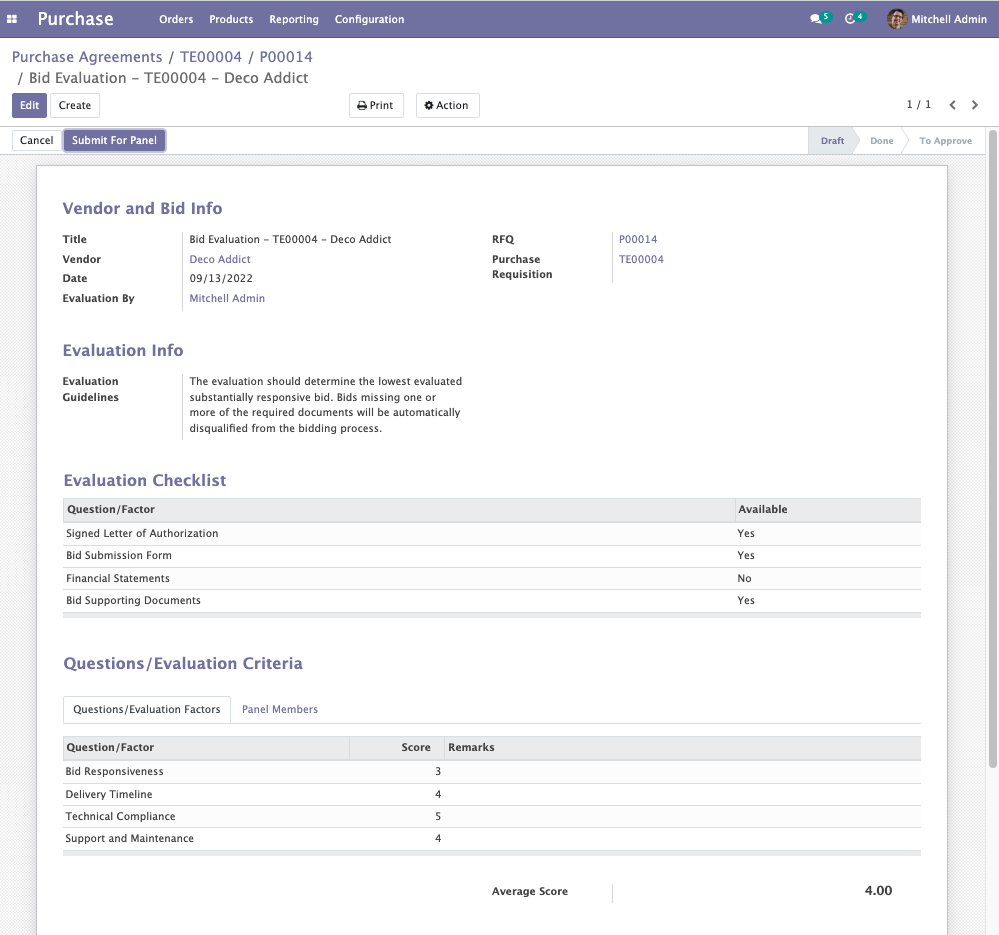 Purchase Orders Products Reporting Configuration 5 4 Mitchell Admin
Purchase Agreements / TE00004 / P00014
/ Bid Evaluation - TE00004 - Deco Addict
Edit Create Print Action 1 / 1
Cancel Submit For Panel Draft Done To Approve
Vendor and Bid Info
Title Bid Evaluation - TE00004 - Deco Addict RFQ P00014
Vendor Deco Addict Purchase Requisition TE00004
Date 09/13/2022
Evaluation By Mitchell Admin
Evaluation Info
Evaluation Guidelines
The evaluation should determine the lowest evaluated
substantially responsive bid. Bids missing one or
more of the required documents will be automatically
disqualified from the bidding process.
Evaluation Checklist
Question/Factor Available
Signed Letter of Authorization Yes
Bid Submission Form Yes
Financial Statements No
Bid Supporting Documents Yes
Questions/Evaluation Criteria
Questions/Evaluation Factors Panel Members
Question/Factor Score Remarks
Bid Responsiveness 3
Delivery Timeline 4
Technical Compliance 5
Support and Maintenance 4
Average Score 4.00